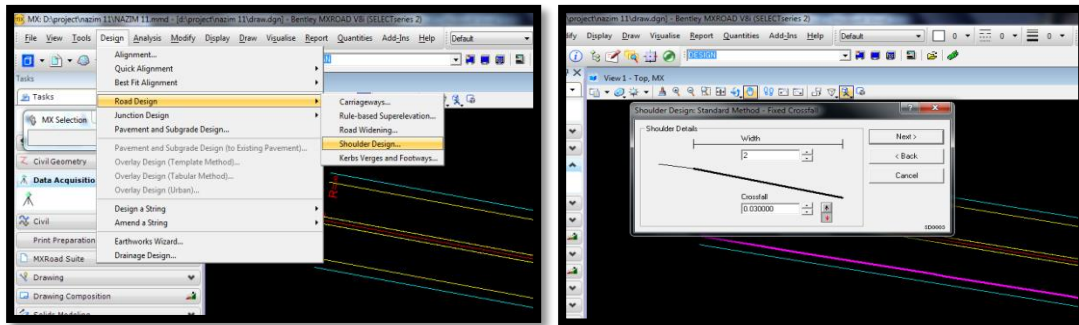 MX: D:\project\nazim 11\NAZIM 11.mmd - [d:\project\nazim 11\draw.dgn] - Bentley MXROAD V8i (SELECTseries 2)
File View Tools Design Analysis Modify Display Draw Visualise Report Quantities Add-Ins Help Default
Alignment...
Quick Alignment
Best Fit Alignment
Tasks
Tasks
Road Design
MX Selection
Junction Design
Pavement and Subgrade Design...
Pavement and Subgrade Design (to Existing Pavement)...
Overlay Design (Template Method)...
Overlay Design (Tabular Method)...
Overlay Design (Urban)...
Design a String
Amend a String
Earthworks Wizard...
Drainage Design...
Carriageways...
Rule-based Superelevation...
Road Widening...
Shoulder Design...
Kerbs Verges and Footways...
Civil Geometry
Data Acquisitio
Civil
Print Preparation
MXRoad Suite
Drawing
Drawing Composition
Solids Modeling
project\nazim 11\draw.dgn] - Bentley MXROAD V8i (SELECTseries 2)
dify Display Draw Visualise Report Quantities Add-Ins Help Default 0 0 0
DESIGN
View 1 - Top, MX
Shoulder Design: Standard Method - Fixed Crossfall
Shoulder Details
Width
2
Crossfall
0.030000
Next >
< Back
Cancel
SD0003